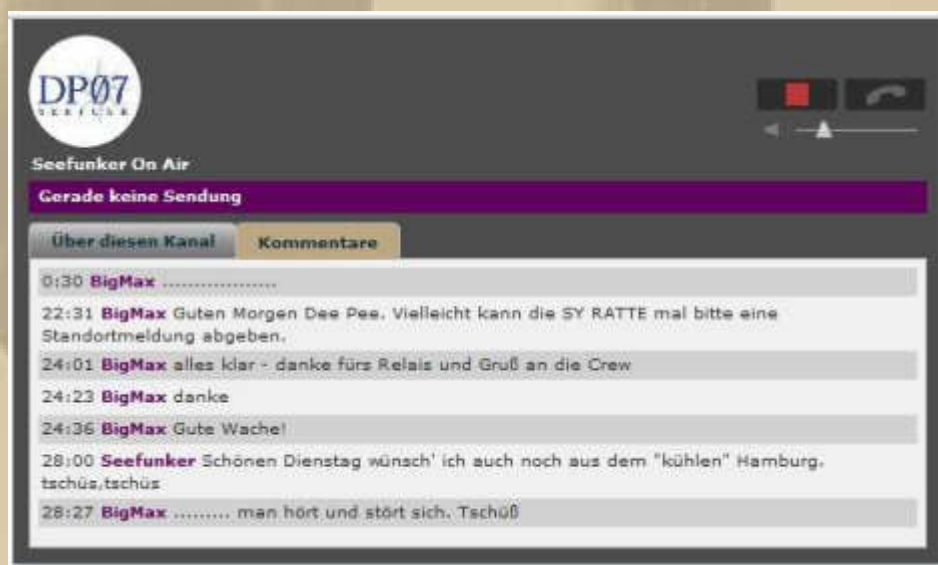 DPØ7
SEEFUNK
Seefunker On Air
Gerade keine Sendung
Über diesen Kanal
Kommentare
0:30 BigMax ..................
22:31 BigMax Guten Morgen Dee Pee. Vielleicht kann die SY RATTE mal bitte eine
Standortmeldung abgeben.
24:01 BigMax alles klar - danke fürs Relais und Gruß an die Crew
24:23 BigMax danke
24:36 BigMax Gute Wache!
28:00 Seefunker Schönen Dienstag wünsch' ich auch noch aus dem "kühlen" Hamburg.
tschüs,tschüs
28:27 BigMax ......... man hört und stört sich. Tschüß